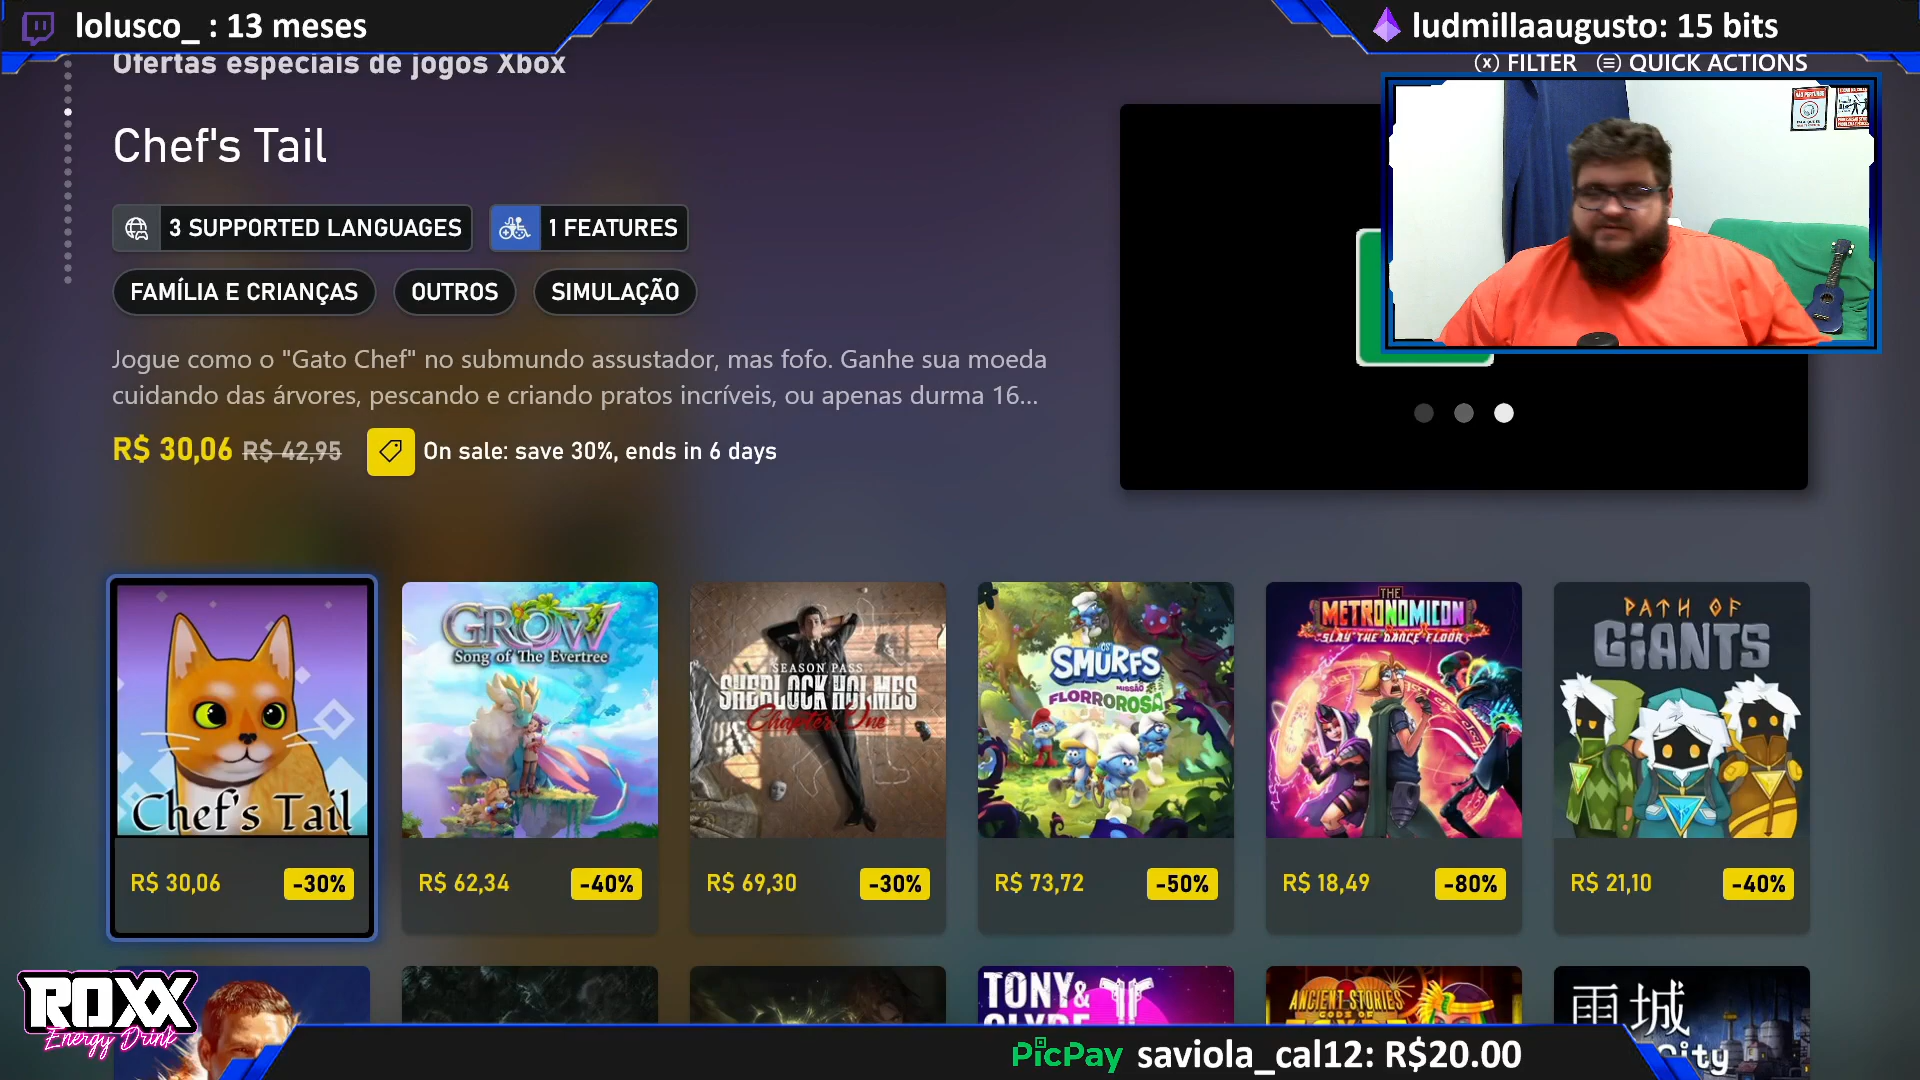 lolusco_ : 13 meses
ludmillaaugusto: 15 bits
Ofertas especiais de jogos Xbox
FILTER
QUICK ACTIONS
Chef's Tail
3 SUPPORTED LANGUAGES
1 FEATURES
FAMÍLIA E CRIANÇAS
OUTROS
SIMULAÇÃO
Jogue como o "Gato Chef" no submundo assustador, mas fofo. Ganhe sua moeda
cuidando das árvores, pescando e criando pratos incríveis, ou apenas durma 16...
R$ 30,06 R$ 42,95
On sale: save 30%, ends in 6 days
Chef's Tail
GROW
Song of The Evertree
SEASON PASS
SHERLOCK HOLMES
Chapter One
OS
SMURFS
MISSÃO
FLORROROSA
THE
METRONOMICON
SLAY THE DANCE FLOOR
PATH OF
GIANTS
R$ 30,06 -30%
R$ 62,34 -40%
R$ 69,30 -30%
R$ 73,72 -50%
R$ 18,49 -80%
R$ 21,10 -40%
ROXX
Energy Drink
TONY &
CLYDE
ANCIENT STORIES
GODS OF
EGYPT
雨城
City
PicPay saviola_cal12: R$20.00